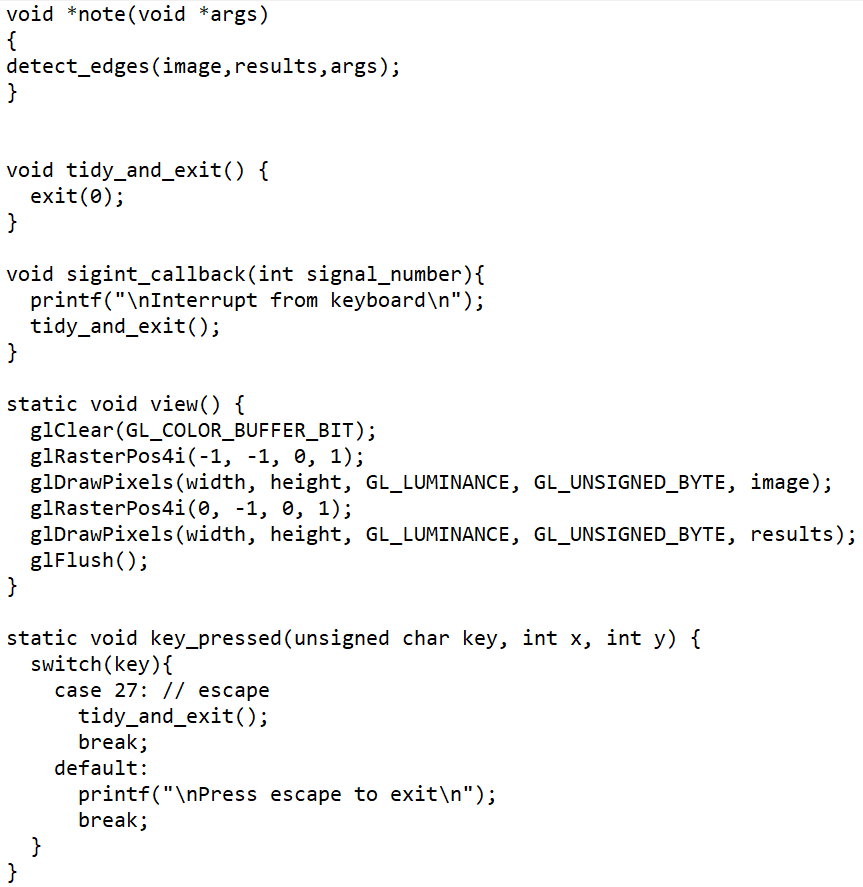 void *note(void *args)
{
detect_edges(image,results,args);
}
void tidy_and_exit() {
  exit(0);
}
void sigint_callback(int signal_number){
  printf("\nInterrupt from keyboard\n");
  tidy_and_exit();
}
static void view() {
  glClear(GL_COLOR_BUFFER_BIT);
  glRasterPos4i(-1, -1, 0, 1);
  glDrawPixels(width, height, GL_LUMINANCE, GL_UNSIGNED_BYTE, image);
  glRasterPos4i(0, -1, 0, 1);
  glDrawPixels(width, height, GL_LUMINANCE, GL_UNSIGNED_BYTE, results);
  glFlush();
}
static void key_pressed(unsigned char key, int x, int y) {
  switch(key){
    case 27: // escape
      tidy_and_exit();
      break;
    default:
      printf("\nPress escape to exit\n");
      break;
  }
}